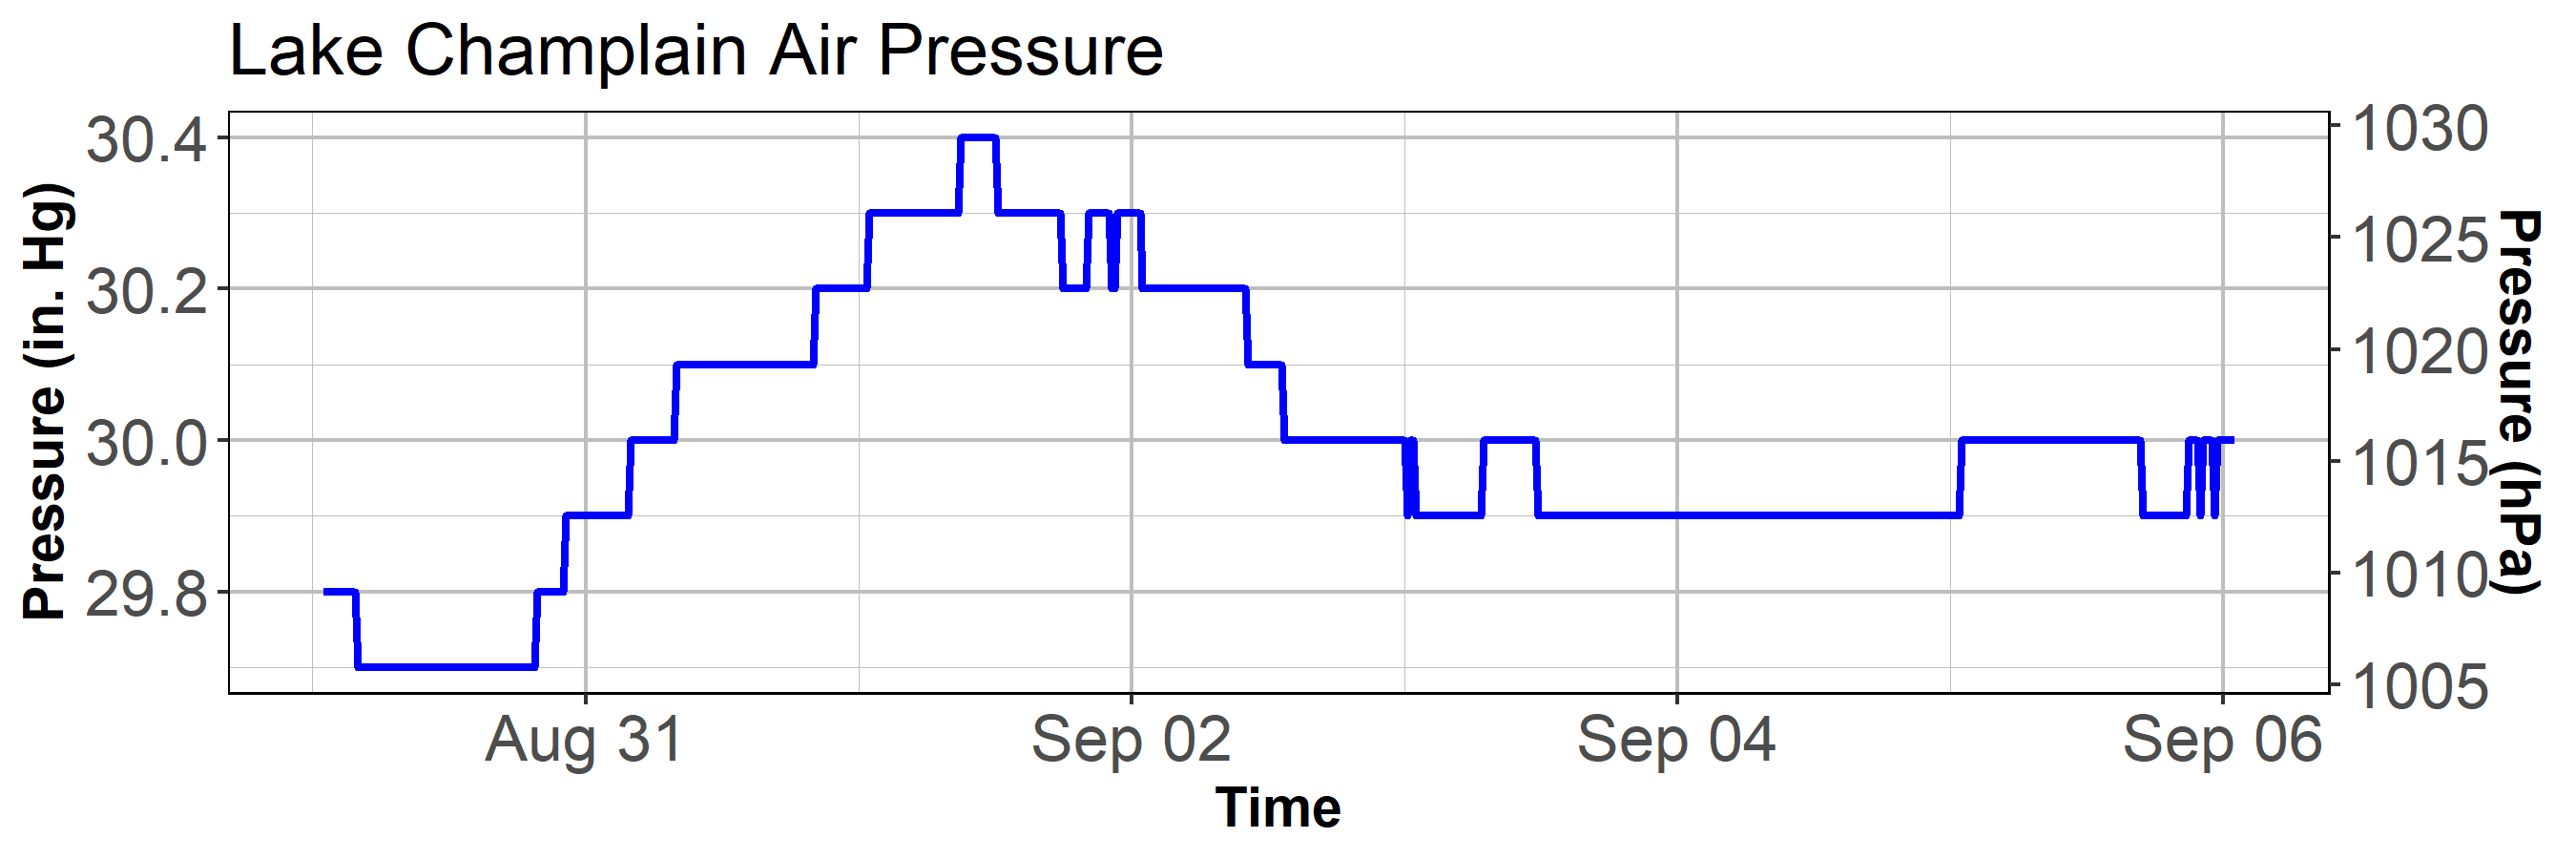 Lake Champlain Air Pressure
Pressure (in. Hg)
30.4
30.2
30.0
29.8
1030
1025
1020
1015
1010
1005
Pressure (hPa)
Aug 31
Sep 02
Sep 04
Sep 06
Time